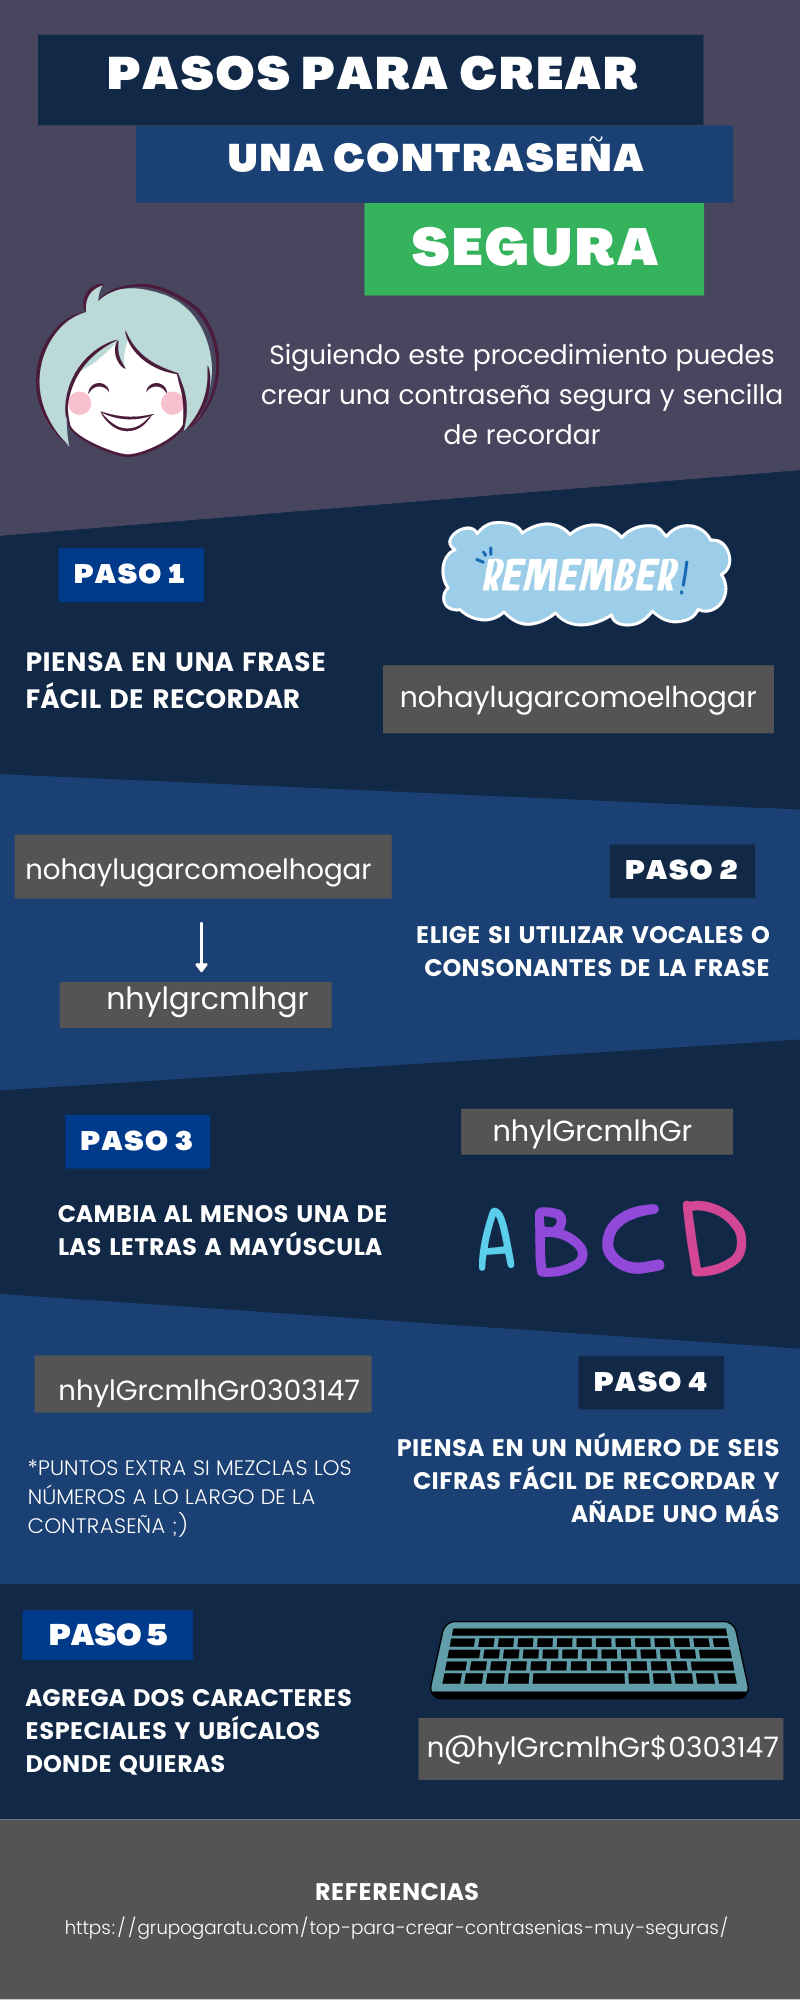 PASOS PARA CREAR
UNA CONTRASEÑA
SEGURA
Siguiendo este procedimiento puedes
crear una contraseña segura y sencilla
de recordar
PASO 1
REMEMBER!
PIENSA EN UNA FRASE
FÁCIL DE RECORDAR
nohaylugarcomoelhogar
nohaylugarcomoelhogar
nhylgrcmlhgr
PASO 2
ELIGE SI UTILIZAR VOCALES O
CONSONANTES DE LA FRASE
PASO 3
CAMBIA AL MENOS UNA DE
LAS LETRAS A MAYÚSCULA
nhylGrcmlhGr
ABCD
nhylGrcmlhGr0303147
*PUNTOS EXTRA SI MEZCLAS LOS
NÚMEROS A LO LARGO DE LA
CONTRASEÑA ;)
PASO 4
PIENSA EN UN NÚMERO DE SEIS
CIFRAS FÁCIL DE RECORDAR Y
AÑADE UNO MÁS
PASO 5
AGREGA DOS CARACTERES
ESPECIALES Y UBÍCALOS
DONDE QUIERAS
n@hylGrcmlhGr$0303147
REFERENCIAS
https://grupogaratu.com/top-para-crear-contrasenias-muy-seguras/